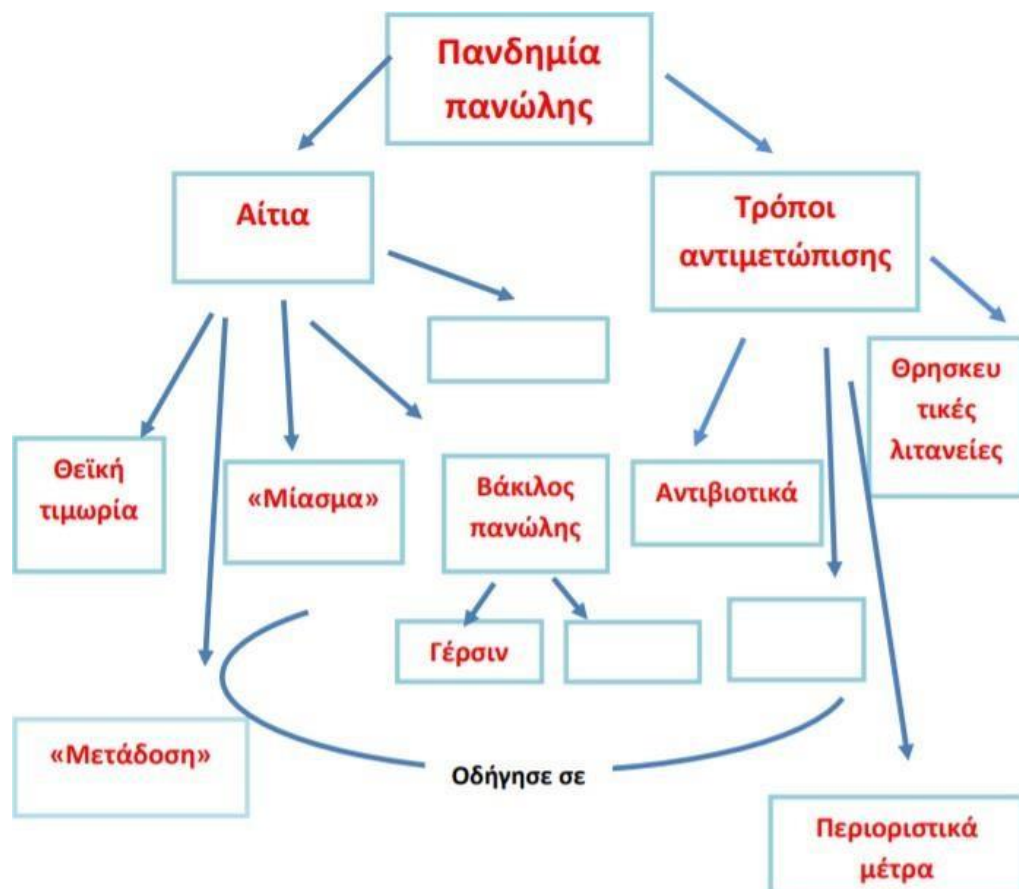 Πανδημία
πανώλης
Αίτια
Τρόποι
αντιμετώπισης
Θρησκευ
τικές
λιτανείες
Θεϊκή
τιμωρία
«Μίασμα»
Βάκιλος
πανώλης
Αντιβιοτικά
Γέρσιν
«Μετάδοση»
Οδήγησε σε
Περιοριστικά
μέτρα